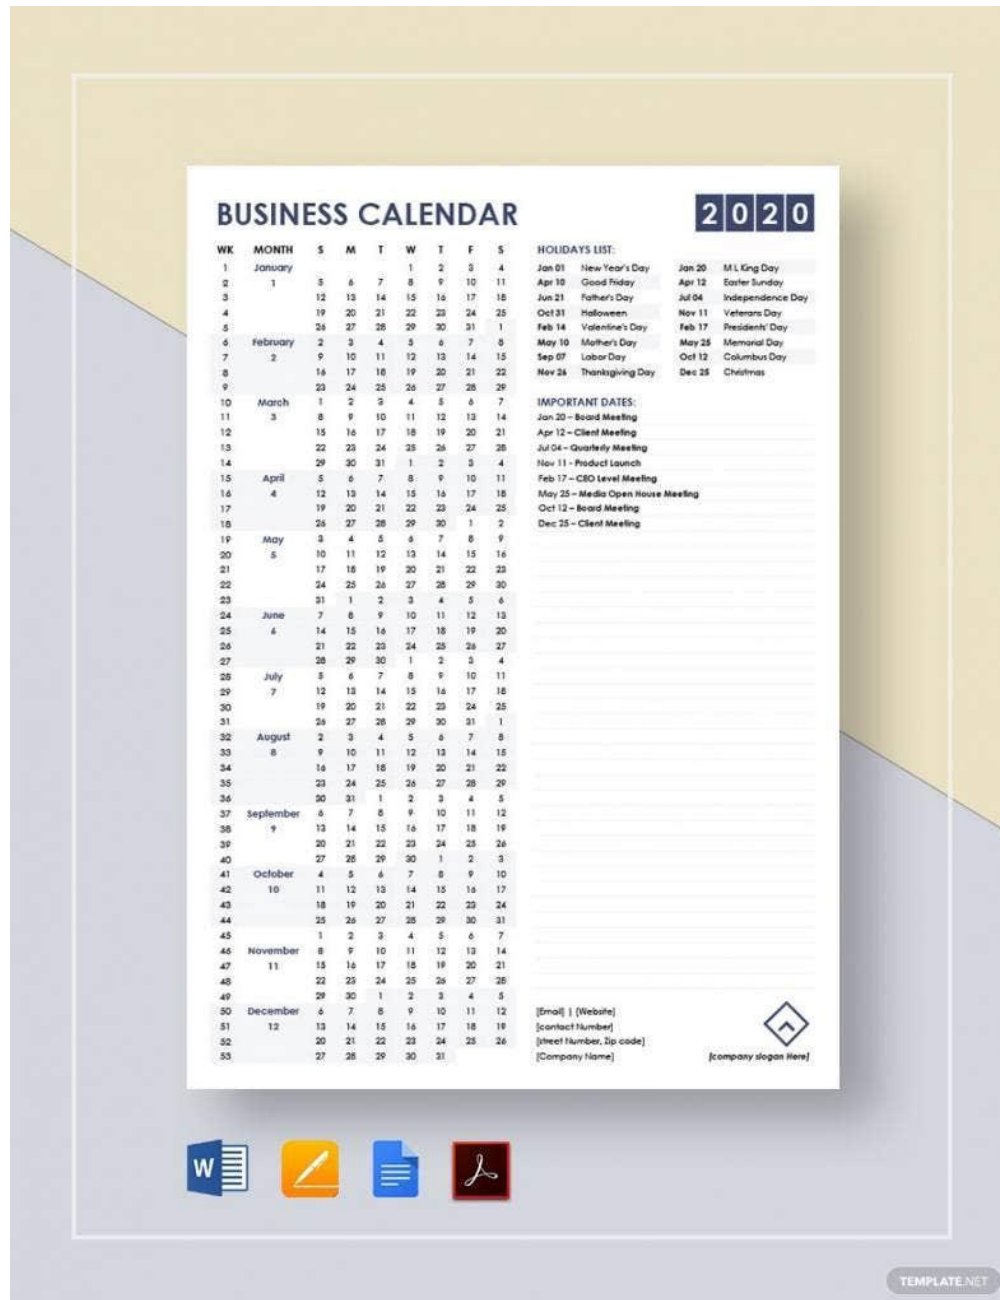 BUSINESS CALENDAR
2020
WK MONTH S M T W T F S
1 January 1 2 3 4
2 1 5 6 7 8 9 10 11
3 12 13 14 15 16 17 18
4 19 20 21 22 23 24 25
5 26 27 28 29 30 31 1
6 February 2 3 4 5 6 7 8
7 2 9 10 11 12 13 14 15
8 16 17 18 19 20 21 22
9 23 24 25 26 27 28 29
10 March 1 2 3 4 5 6 7
11 3 8 9 10 11 12 13 14
12 15 16 17 18 19 20 21
13 22 23 24 25 26 27 28
14 29 30 31 1 2 3 4
15 April 5 6 7 8 9 10 11
16 4 12 13 14 15 16 17 18
17 19 20 21 22 23 24 25
18 26 27 28 29 30 1 2
19 May 3 4 5 6 7 8 9
20 5 10 11 12 13 14 15 16
21 17 18 19 20 21 22 23
22 24 25 26 27 28 29 30
23 31 1 2 3 4 5 6
24 June 7 8 9 10 11 12 13
25 6 14 15 16 17 18 19 20
26 21 22 23 24 25 26 27
27 28 29 30 1 2 3 4
28 July 5 6 7 8 9 10 11
29 7 12 13 14 15 16 17 18
30 19 20 21 22 23 24 25
31 26 27 28 29 30 31 1
32 August 2 3 4 5 6 7 8
33 8 9 10 11 12 13 14 15
34 16 17 18 19 20 21 22
35 23 24 25 26 27 28 29
36 30 31 1 2 3 4 5
37 September 6 7 8 9 10 11 12
38 9 13 14 15 16 17 18 19
39 20 21 22 23 24 25 26
40 27 28 29 30 1 2 3
41 October 4 5 6 7 8 9 10
42 10 11 12 13 14 15 16 17
43 18 19 20 21 22 23 24
44 25 26 27 28 29 30 31
45 1 2 3 4 5 6 7
46 November 8 9 10 11 12 13 14
47 11 15 16 17 18 19 20 21
48 22 23 24 25 26 27 28
49 29 30 1 2 3 4 5
50 December 6 7 8 9 10 11 12
51 12 13 14 15 16 17 18 19
52 20 21 22 23 24 25 26
53 27 28 29 30 31
HOLIDAYS LIST:
Jan 01 New Year's Day Jan 20 M L King Day
Apr 10 Good Friday Apr 12 Easter Sunday
Jun 21 Father's Day Jul 04 Independence Day
Oct 31 Halloween Nov 11 Veterans Day
Feb 14 Valentine's Day Feb 17 Presidents' Day
May 10 Mother's Day May 25 Memorial Day
Sep 07 Labor Day Oct 12 Columbus Day
Nov 26 Thanksgiving Day Dec 25 Christmas
IMPORTANT DATES:
Jan 20 – Board Meeting
Apr 12 – Client Meeting
Jul 04 – Quarterly Meeting
Nov 11 - Product Launch
Feb 17 – CEO Level Meeting
May 25 – Media Open House Meeting
Oct 12 – Board Meeting
Dec 25 – Client Meeting
[Email] | [Website]
[contact Number]
[street Number, Zip code]
[Company Name]
[company slogan Here]
W
TEMPLATE.NET